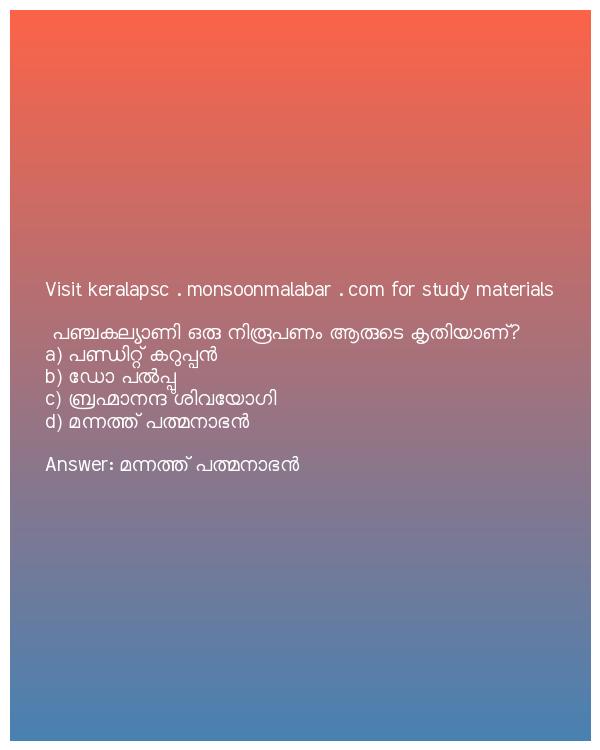 Visit keralapsc . monsoonmalabar . com for study materials
പഞ്ചകല്യാണി ഒരു നിരൂപണം ആരുടെ കൃതിയാണ്?
a) പണ്ഡിറ്റ് കറുപ്പൻ
b) ഡോ പൽപ്പു
c) ബ്രഹ്മാനന്ദ ശിവയോഗി
d) മന്നത്ത് പത്മനാഭൻ
Answer: മന്നത്ത് പത്മനാഭൻ